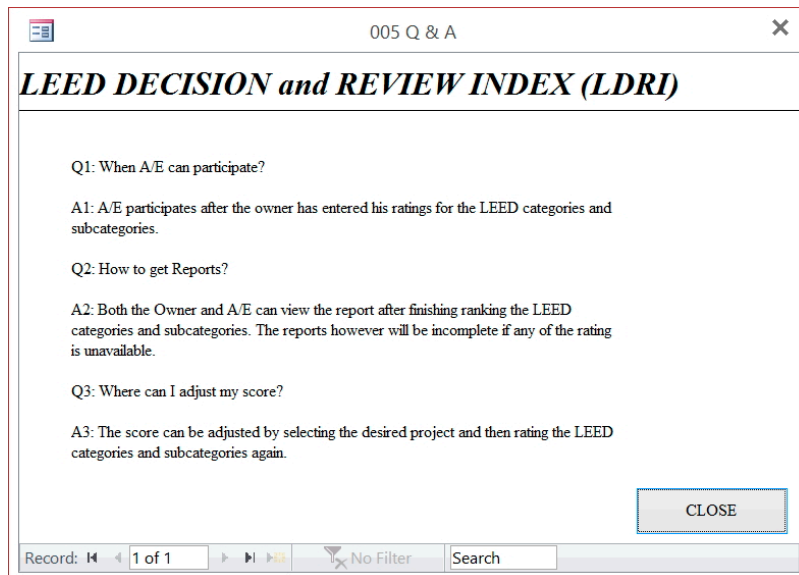 005 Q & A
LEED DECISION and REVIEW INDEX (LDRI)
Q1: When A/E can participate?
A1: A/E participates after the owner has entered his ratings for the LEED categories and
subcategories.
Q2: How to get Reports?
A2: Both the Owner and A/E can view the report after finishing ranking the LEED
categories and subcategories. The reports however will be incomplete if any of the rating
is unavailable.
Q3: Where can I adjust my score?
A3: The score can be adjusted by selecting the desired project and then rating the LEED
categories and subcategories again.
CLOSE
Record: 1 of 1 No Filter Search